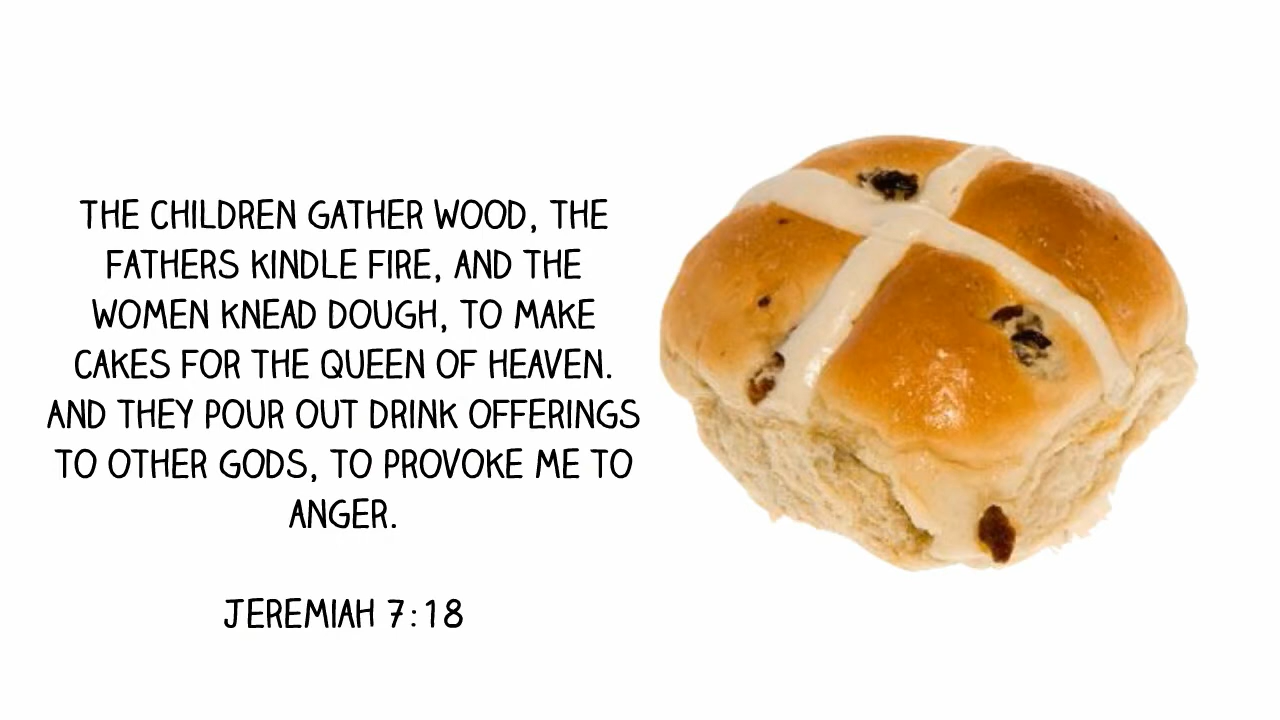 THE CHILDREN GATHER WOOD, THE
FATHERS KINDLE FIRE, AND THE
WOMEN KNEAD DOUGH, TO MAKE
CAKES FOR THE QUEEN OF HEAVEN.
AND THEY POUR OUT DRINK OFFERINGS
TO OTHER GODS, TO PROVOKE ME TO
ANGER.
JEREMIAH 7:18